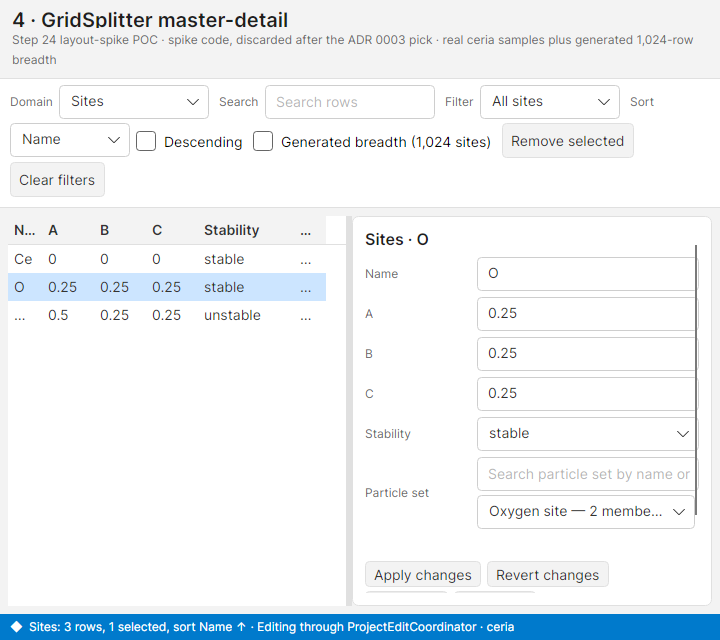 4 · GridSplitter master-detail
Step 24 layout-spike POC · spike code, discarded after the ADR 0003 pick · real ceria samples plus generated 1,024-row
breadth
Domain Sites Search Search rows Filter All sites Sort
Name Descending Generated breadth (1,024 sites) Remove selected
Clear filters
N... A B C Stability ...
Ce 0 0 0 stable ...
O 0.25 0.25 0.25 stable ...
... 0.5 0.25 0.25 unstable ...
Sites · O
Name O
A 0.25
B 0.25
C 0.25
Stability stable
Particle set Search particle set by name or
Oxygen site — 2 membe...
Apply changes Revert changes
◆ Sites: 3 rows, 1 selected, sort Name ↑ · Editing through ProjectEditCoordinator · ceria